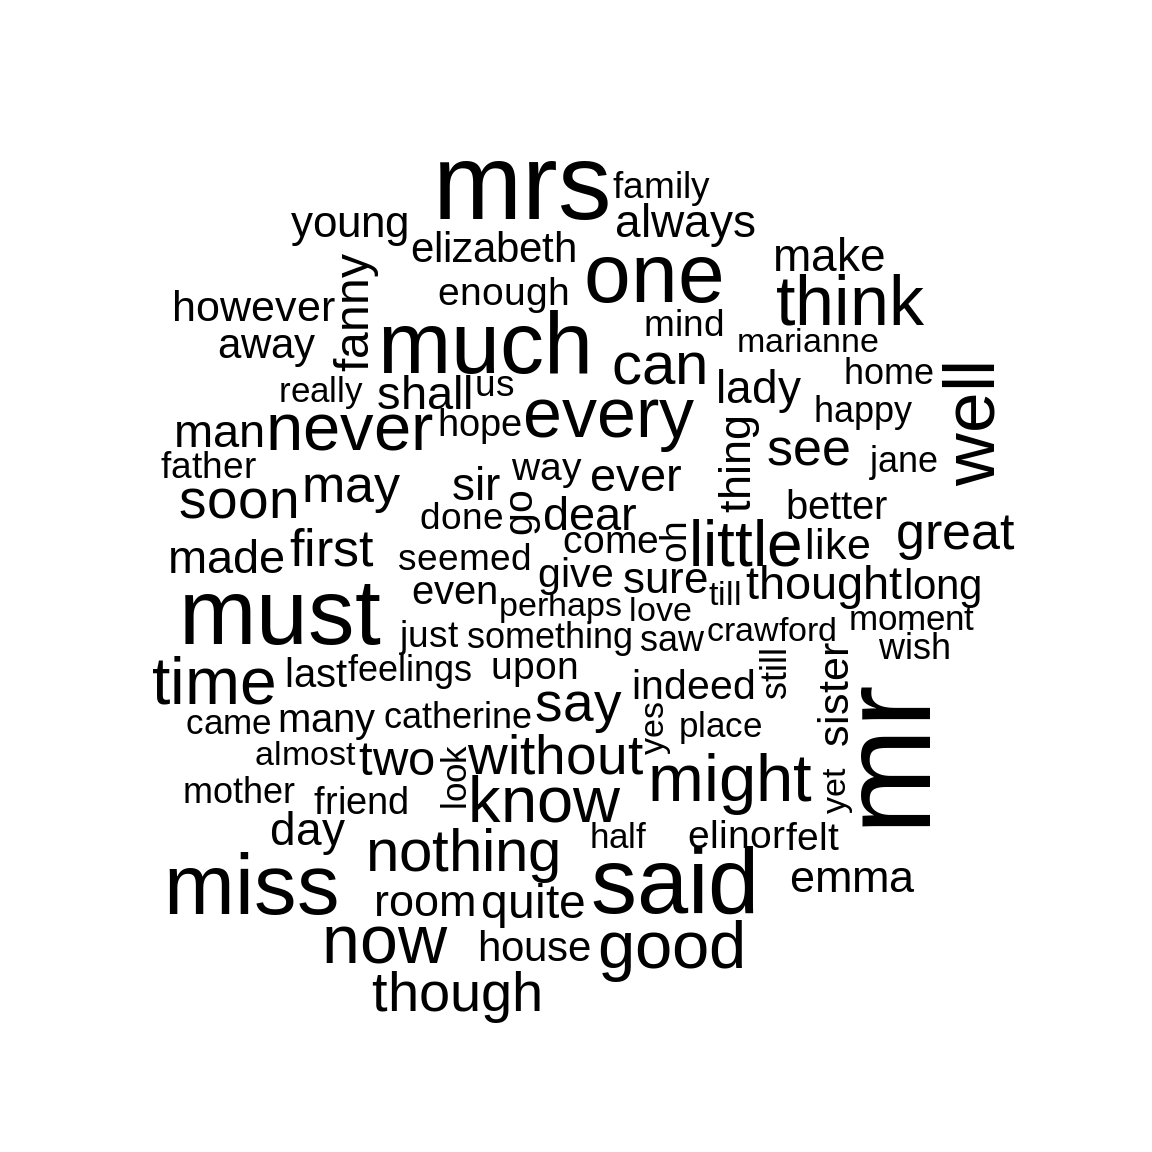 mrs
family
young
always
elizabeth
make
one
fanny
think
enough
however
much
mind
away
marianne
can
home
well
lady
really
shall
us
happy
never
hope
every
man
thing
see
father
way
jane
soon
may
sir
ever
go
better
done
dear
great
made
first
come
oh
little
like
seemed
give
sure
till
thought
long
even
perhaps
love
moment
must
just
something
saw
crawford
wish
time
last
feelings
upon
indeed
still
sister
mr
say
came
many
catherine
yes
place
almost
two
look
without
might
yet
mother
friend
know
day
nothing
half
elinor
felt
miss
said
emma
room
quite
now
house
good
though